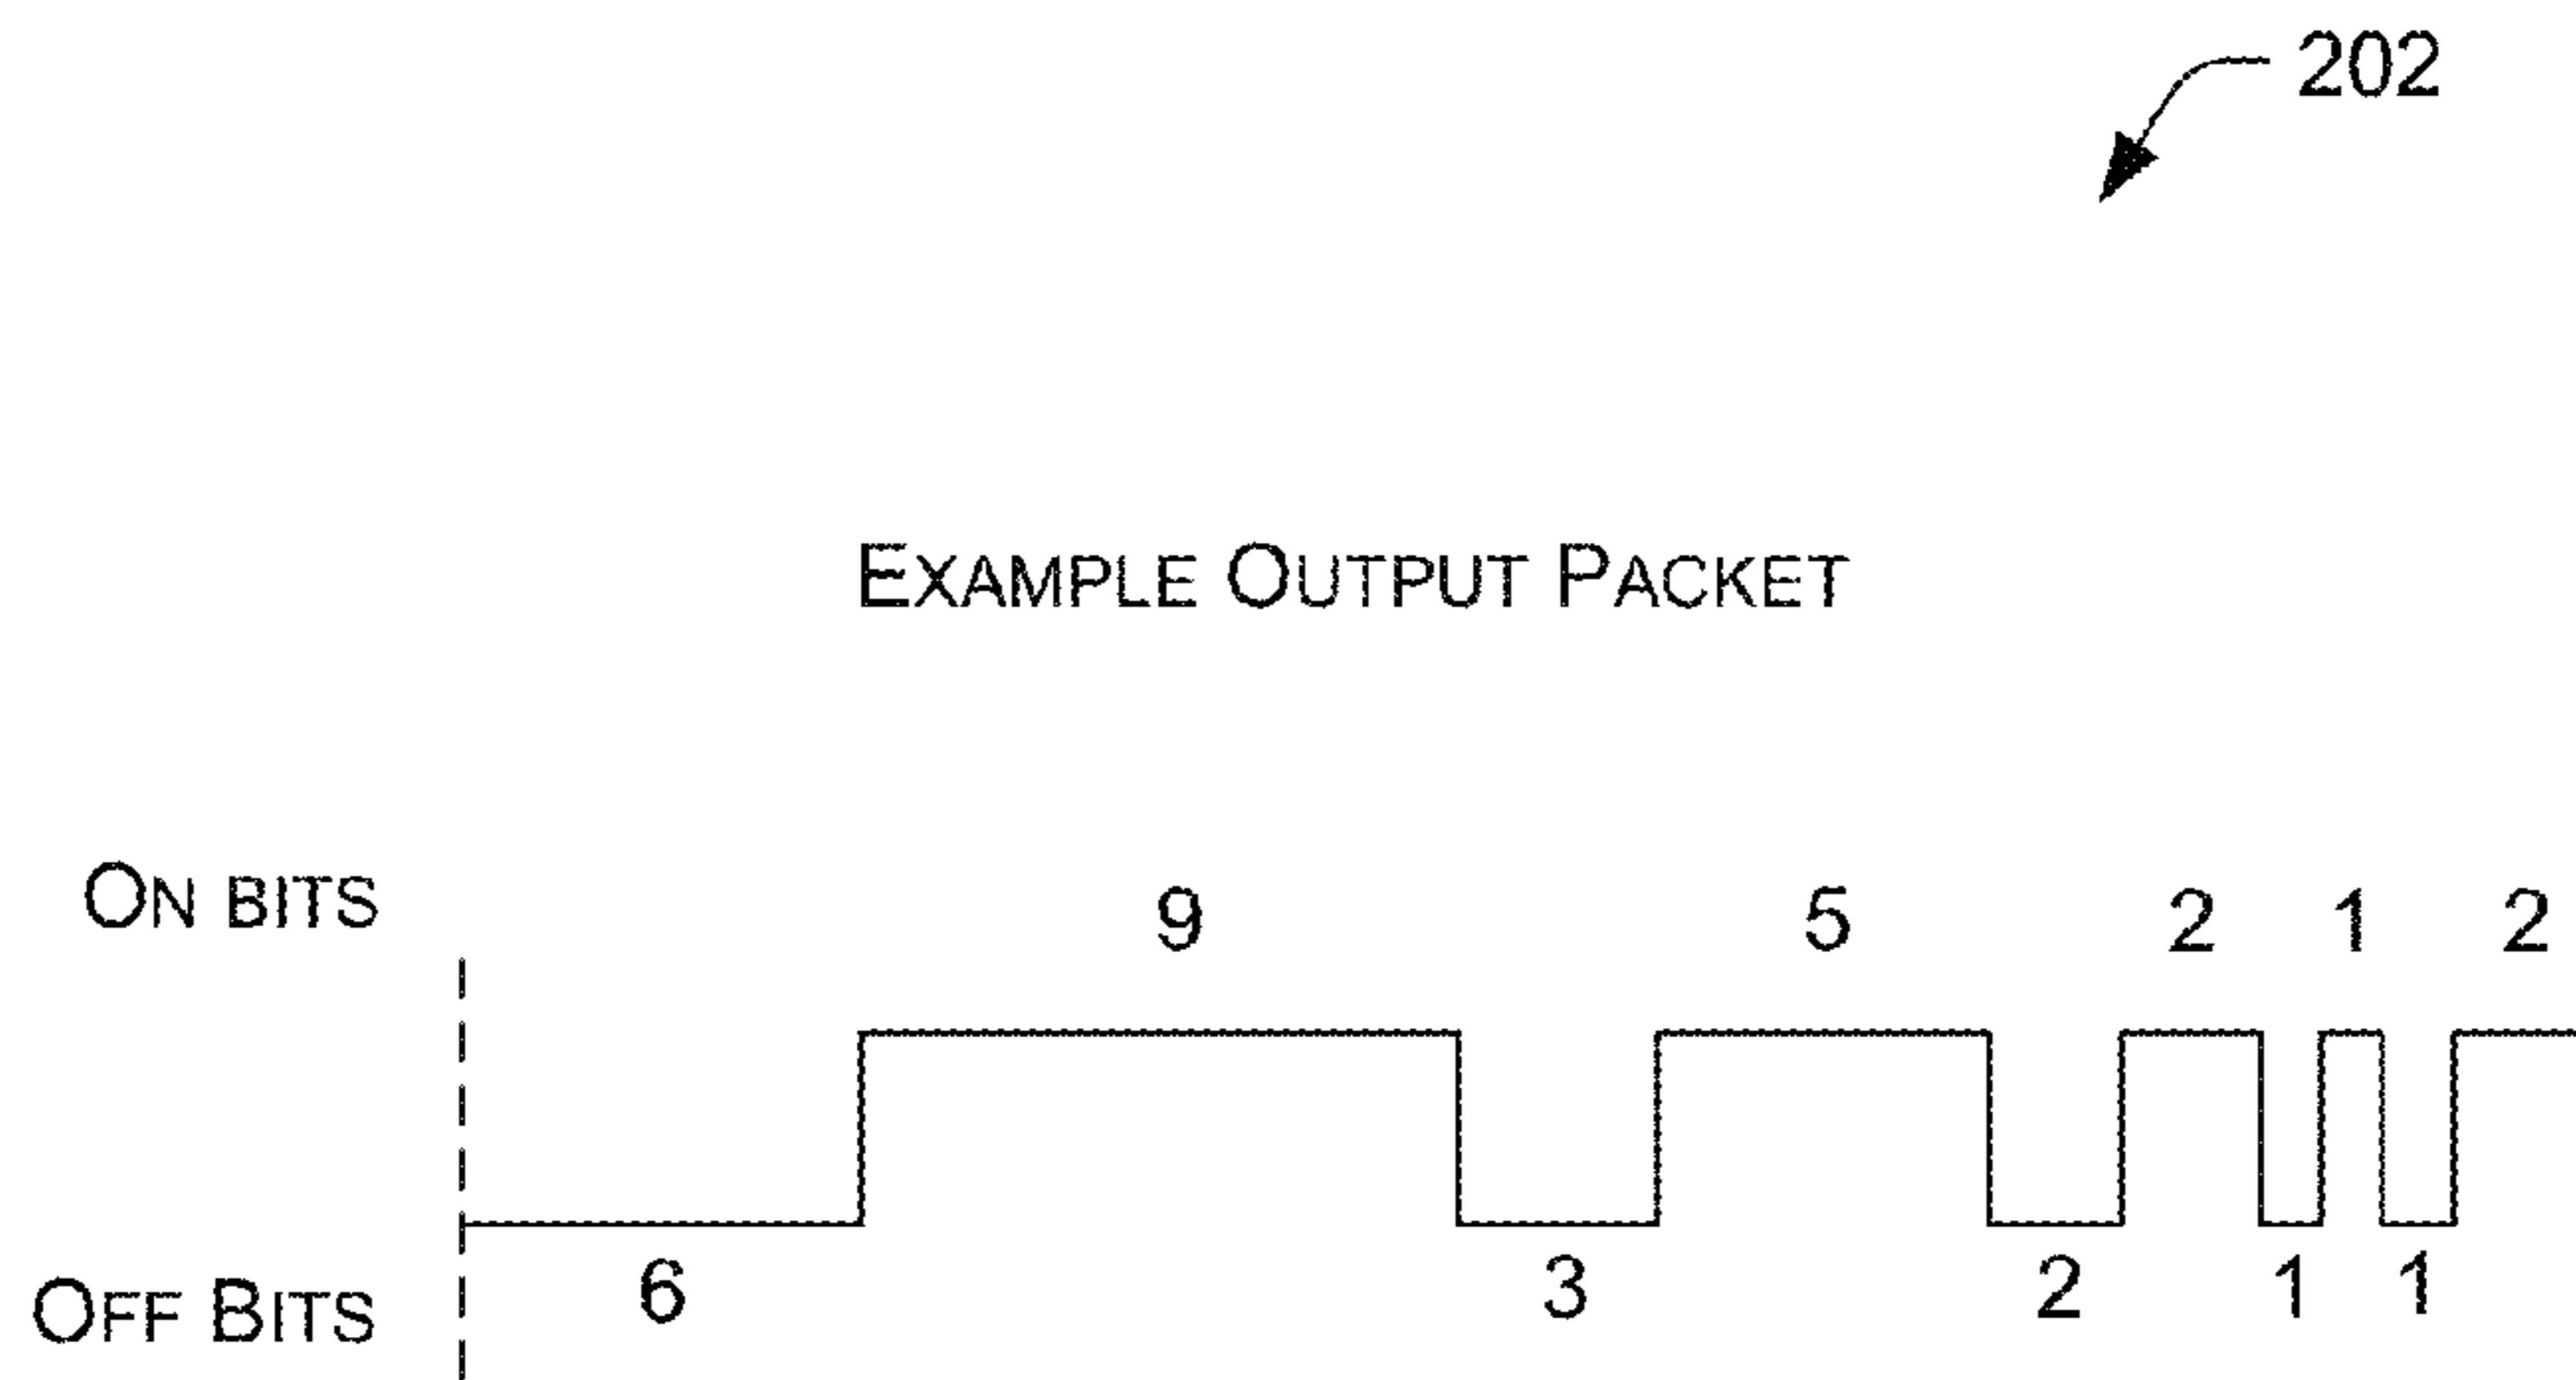 202
EXAMPLE OUTPUT PACKET
ON BITS
9 5 2 1 2
6 3 2 1 1
OFF BITS